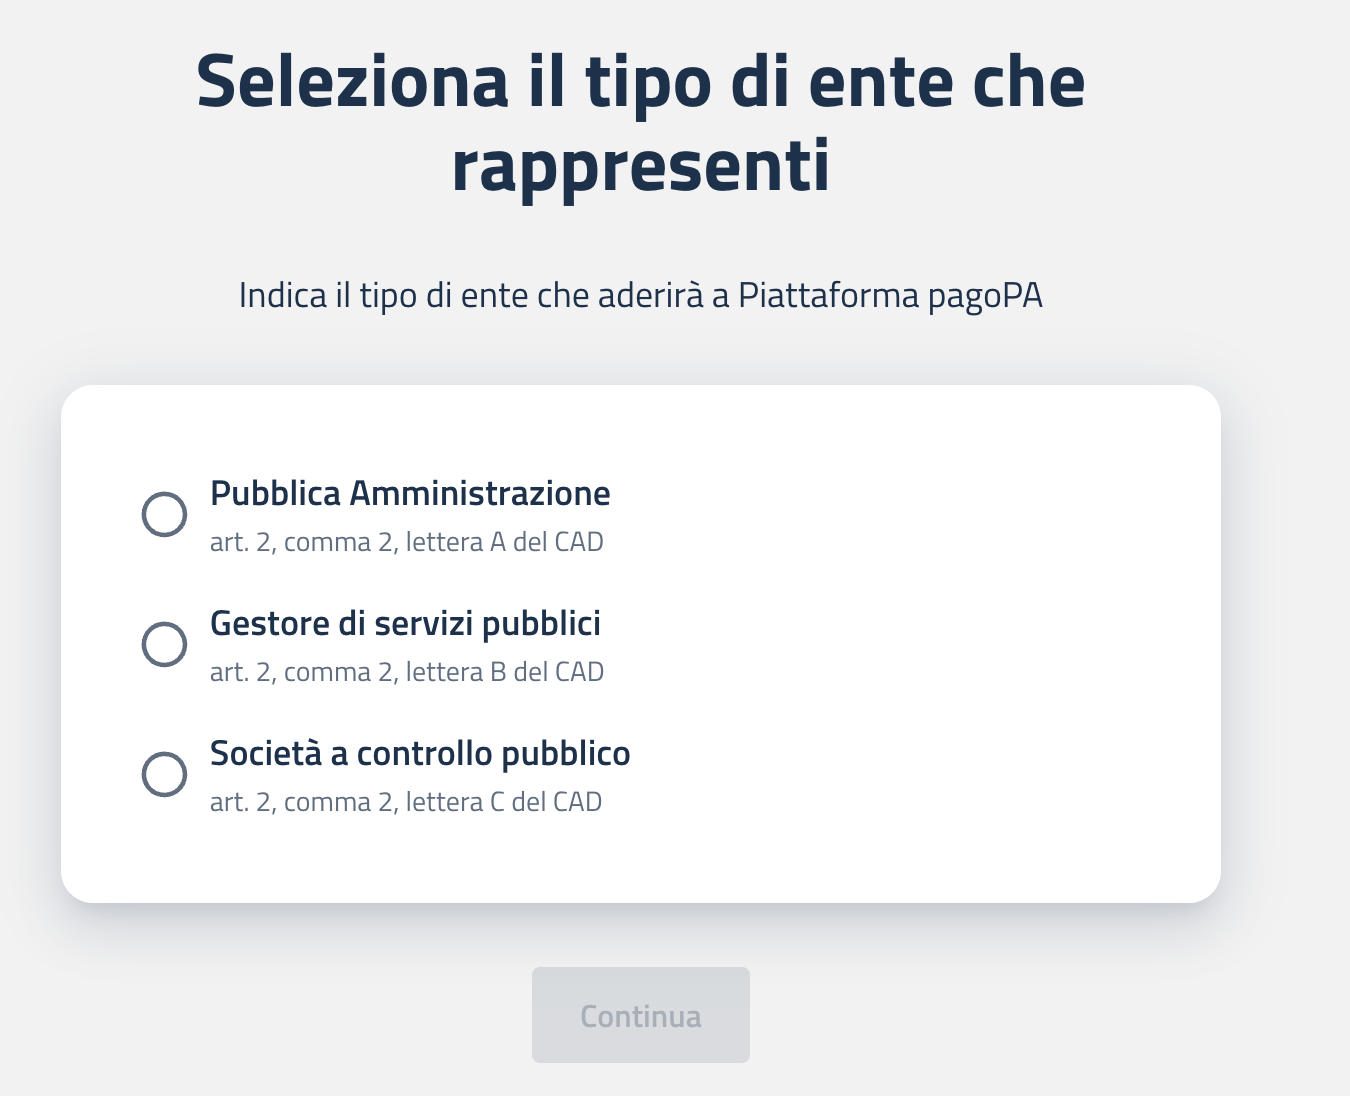 Seleziona il tipo di ente che
rappresenti
Indica il tipo di ente che aderirà a Piattaforma pagoPA
Pubblica Amministrazione
art. 2, comma 2, lettera A del CAD
Gestore di servizi pubblici
art. 2, comma 2, lettera B del CAD
Società a controllo pubblico
art. 2, comma 2, lettera C del CAD
Continua